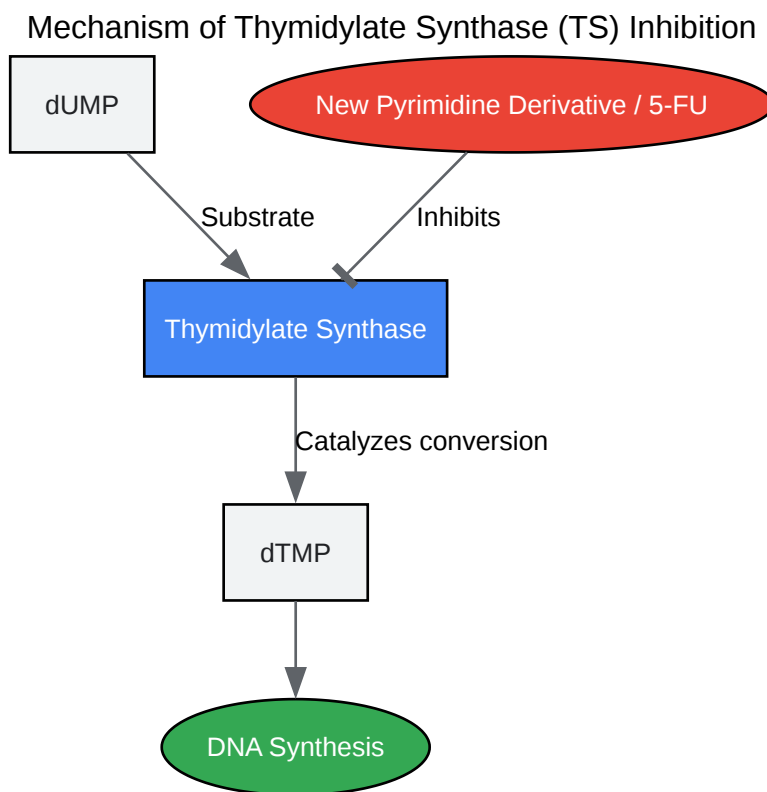 Mechanism of Thymidylate Synthase (TS) Inhibition
dUMP
New Pyrimidine Derivative / 5-FU
Substrate
Inhibits
Thymidylate Synthase
Catalyzes conversion
dTMP
DNA Synthesis